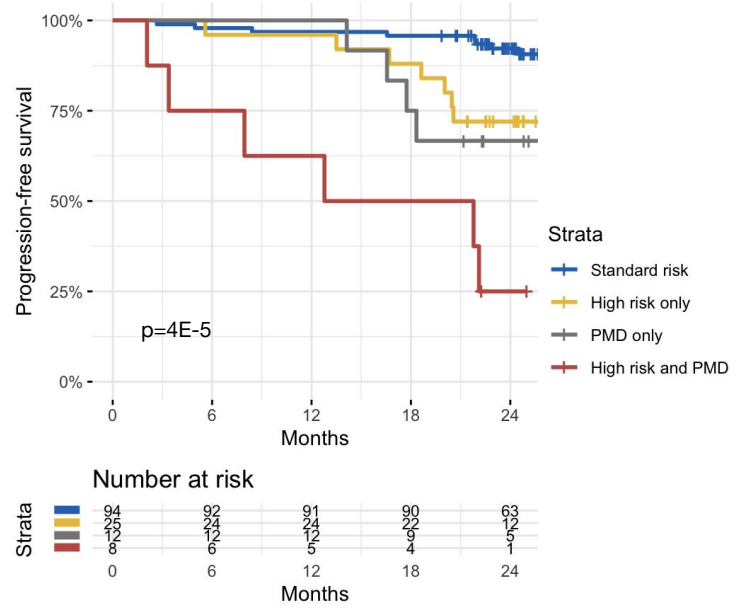 100%
75%
50%
25%
0%
Progression-free survival
p=4E-5
0 6 12 18 24
Months
Strata
Standard risk
High risk only
PMD only
High risk and PMD
Number at risk
Strata
94 92 91 90 63
25 24 24 22 12
12 12 12 9 5
8 6 5 4 1
0 6 12 18 24
Months